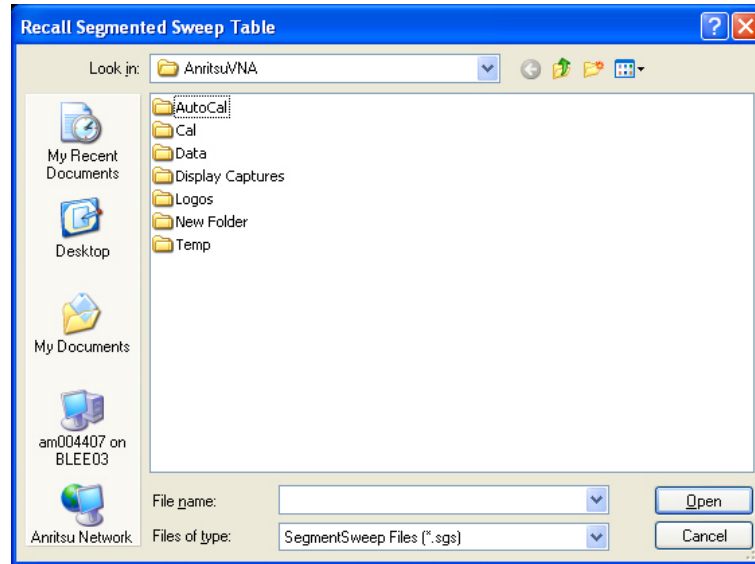 Recall Segmented Sweep Table
Look in: AnritsuVNA
My Recent Documents
Desktop
My Documents
am004407 on BLEE03
Anritsu Network
AutoCal
Cal
Data
Display Captures
Logos
New Folder
Temp
File name:
Open
Files of type: SegmentSweep Files (*.sgs)
Cancel